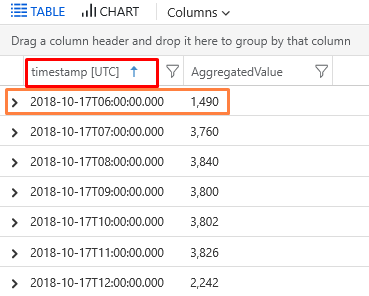 TABLE CHART Columns
Drag a column header and drop it here to group by that column
timestamp [UTC] ↑ AggregatedValue
2018-10-17T06:00:00.000 1,490
2018-10-17T07:00:00.000 3,760
2018-10-17T08:00:00.000 3,840
2018-10-17T09:00:00.000 3,800
2018-10-17T10:00:00.000 3,802
2018-10-17T11:00:00.000 3,826
2018-10-17T12:00:00.000 2,242